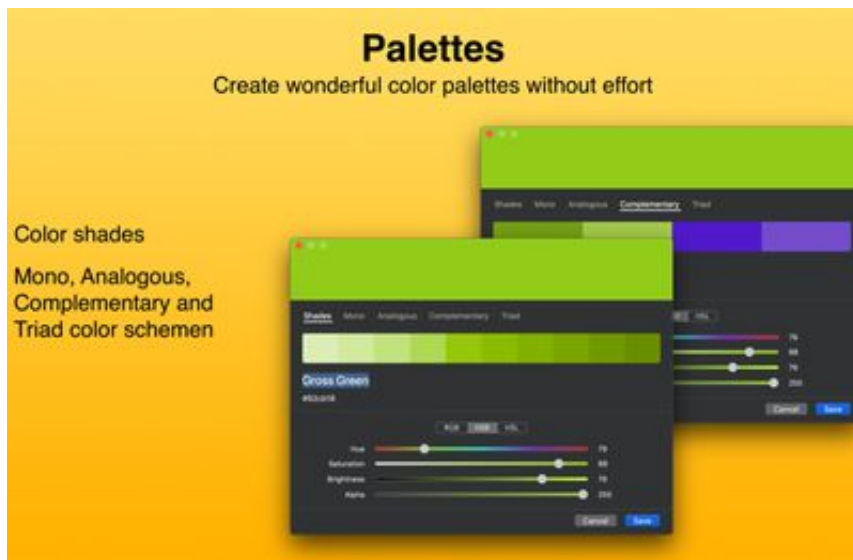 Palettes
Create wonderful color palettes without effort
Color shades
Mono, Analogous,
Complementary and
Triad color schemen
Shades Mono Analogous Complementary Triad
HSL
Cancel Save
Shades Mono Analogous Complementary Triad
Gross Green
RGB HSB HSL
Hue
Saturation
Brightness
Alpha
Cancel Save